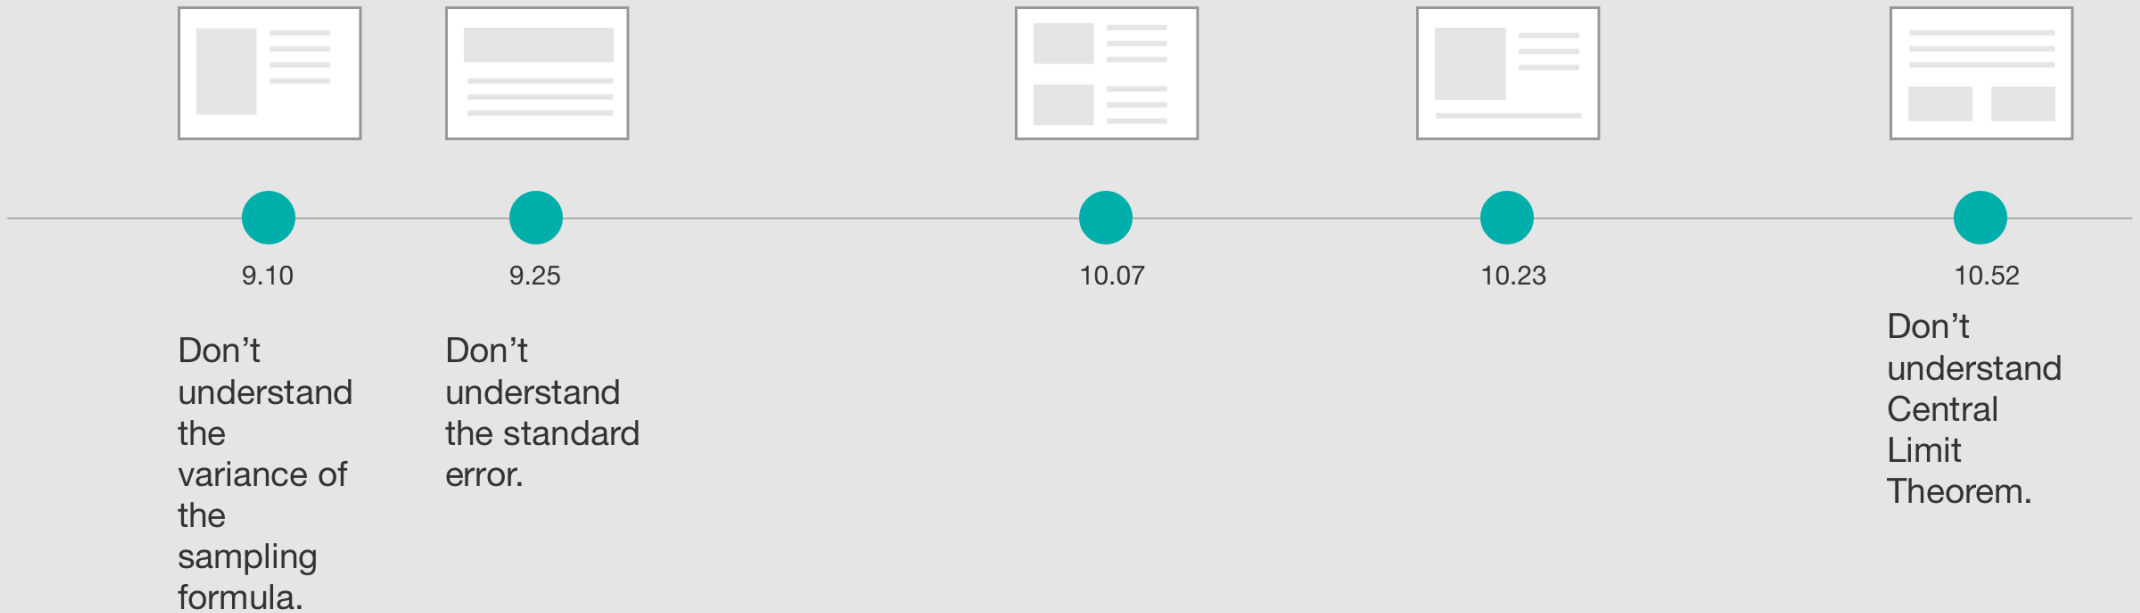 9.10
9.25
10.07
10.23
10.52
Don’t
understand
the
variance of
the
sampling
formula.
Don’t
understand
the standard
error.
Don’t
understand
Central
Limit
Theorem.